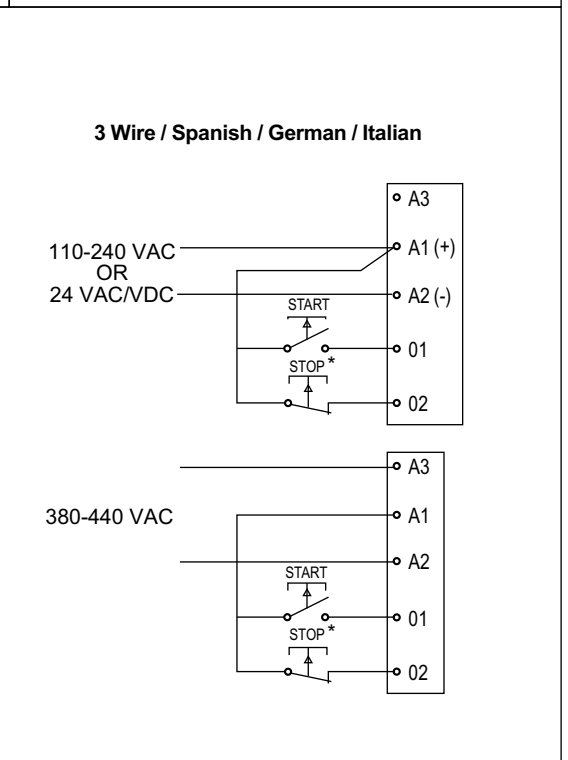 3 Wire / Spanish / German / Italian
A3
110-240 VAC
OR
24 VAC/VDC
A1 (+)
A2 (-)
START
01
STOP *
02
A3
380-440 VAC
A1
A2
START
01
STOP *
02